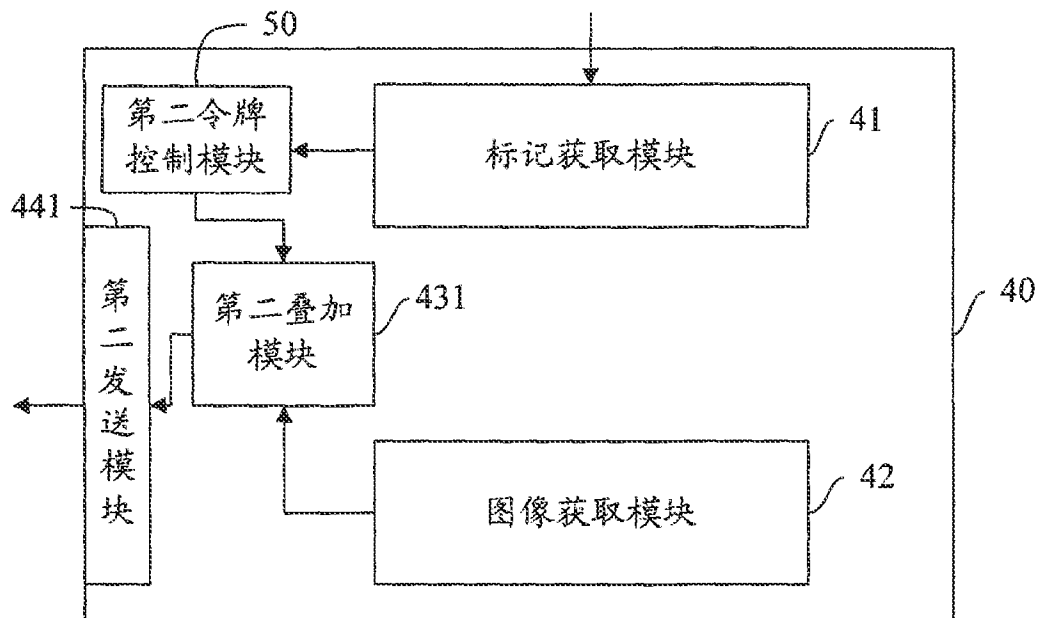 50
第二令牌
控制模块
标记获取模块
41
441
第二叠加
模块
431
40
第二发送模块
图像获取模块
42